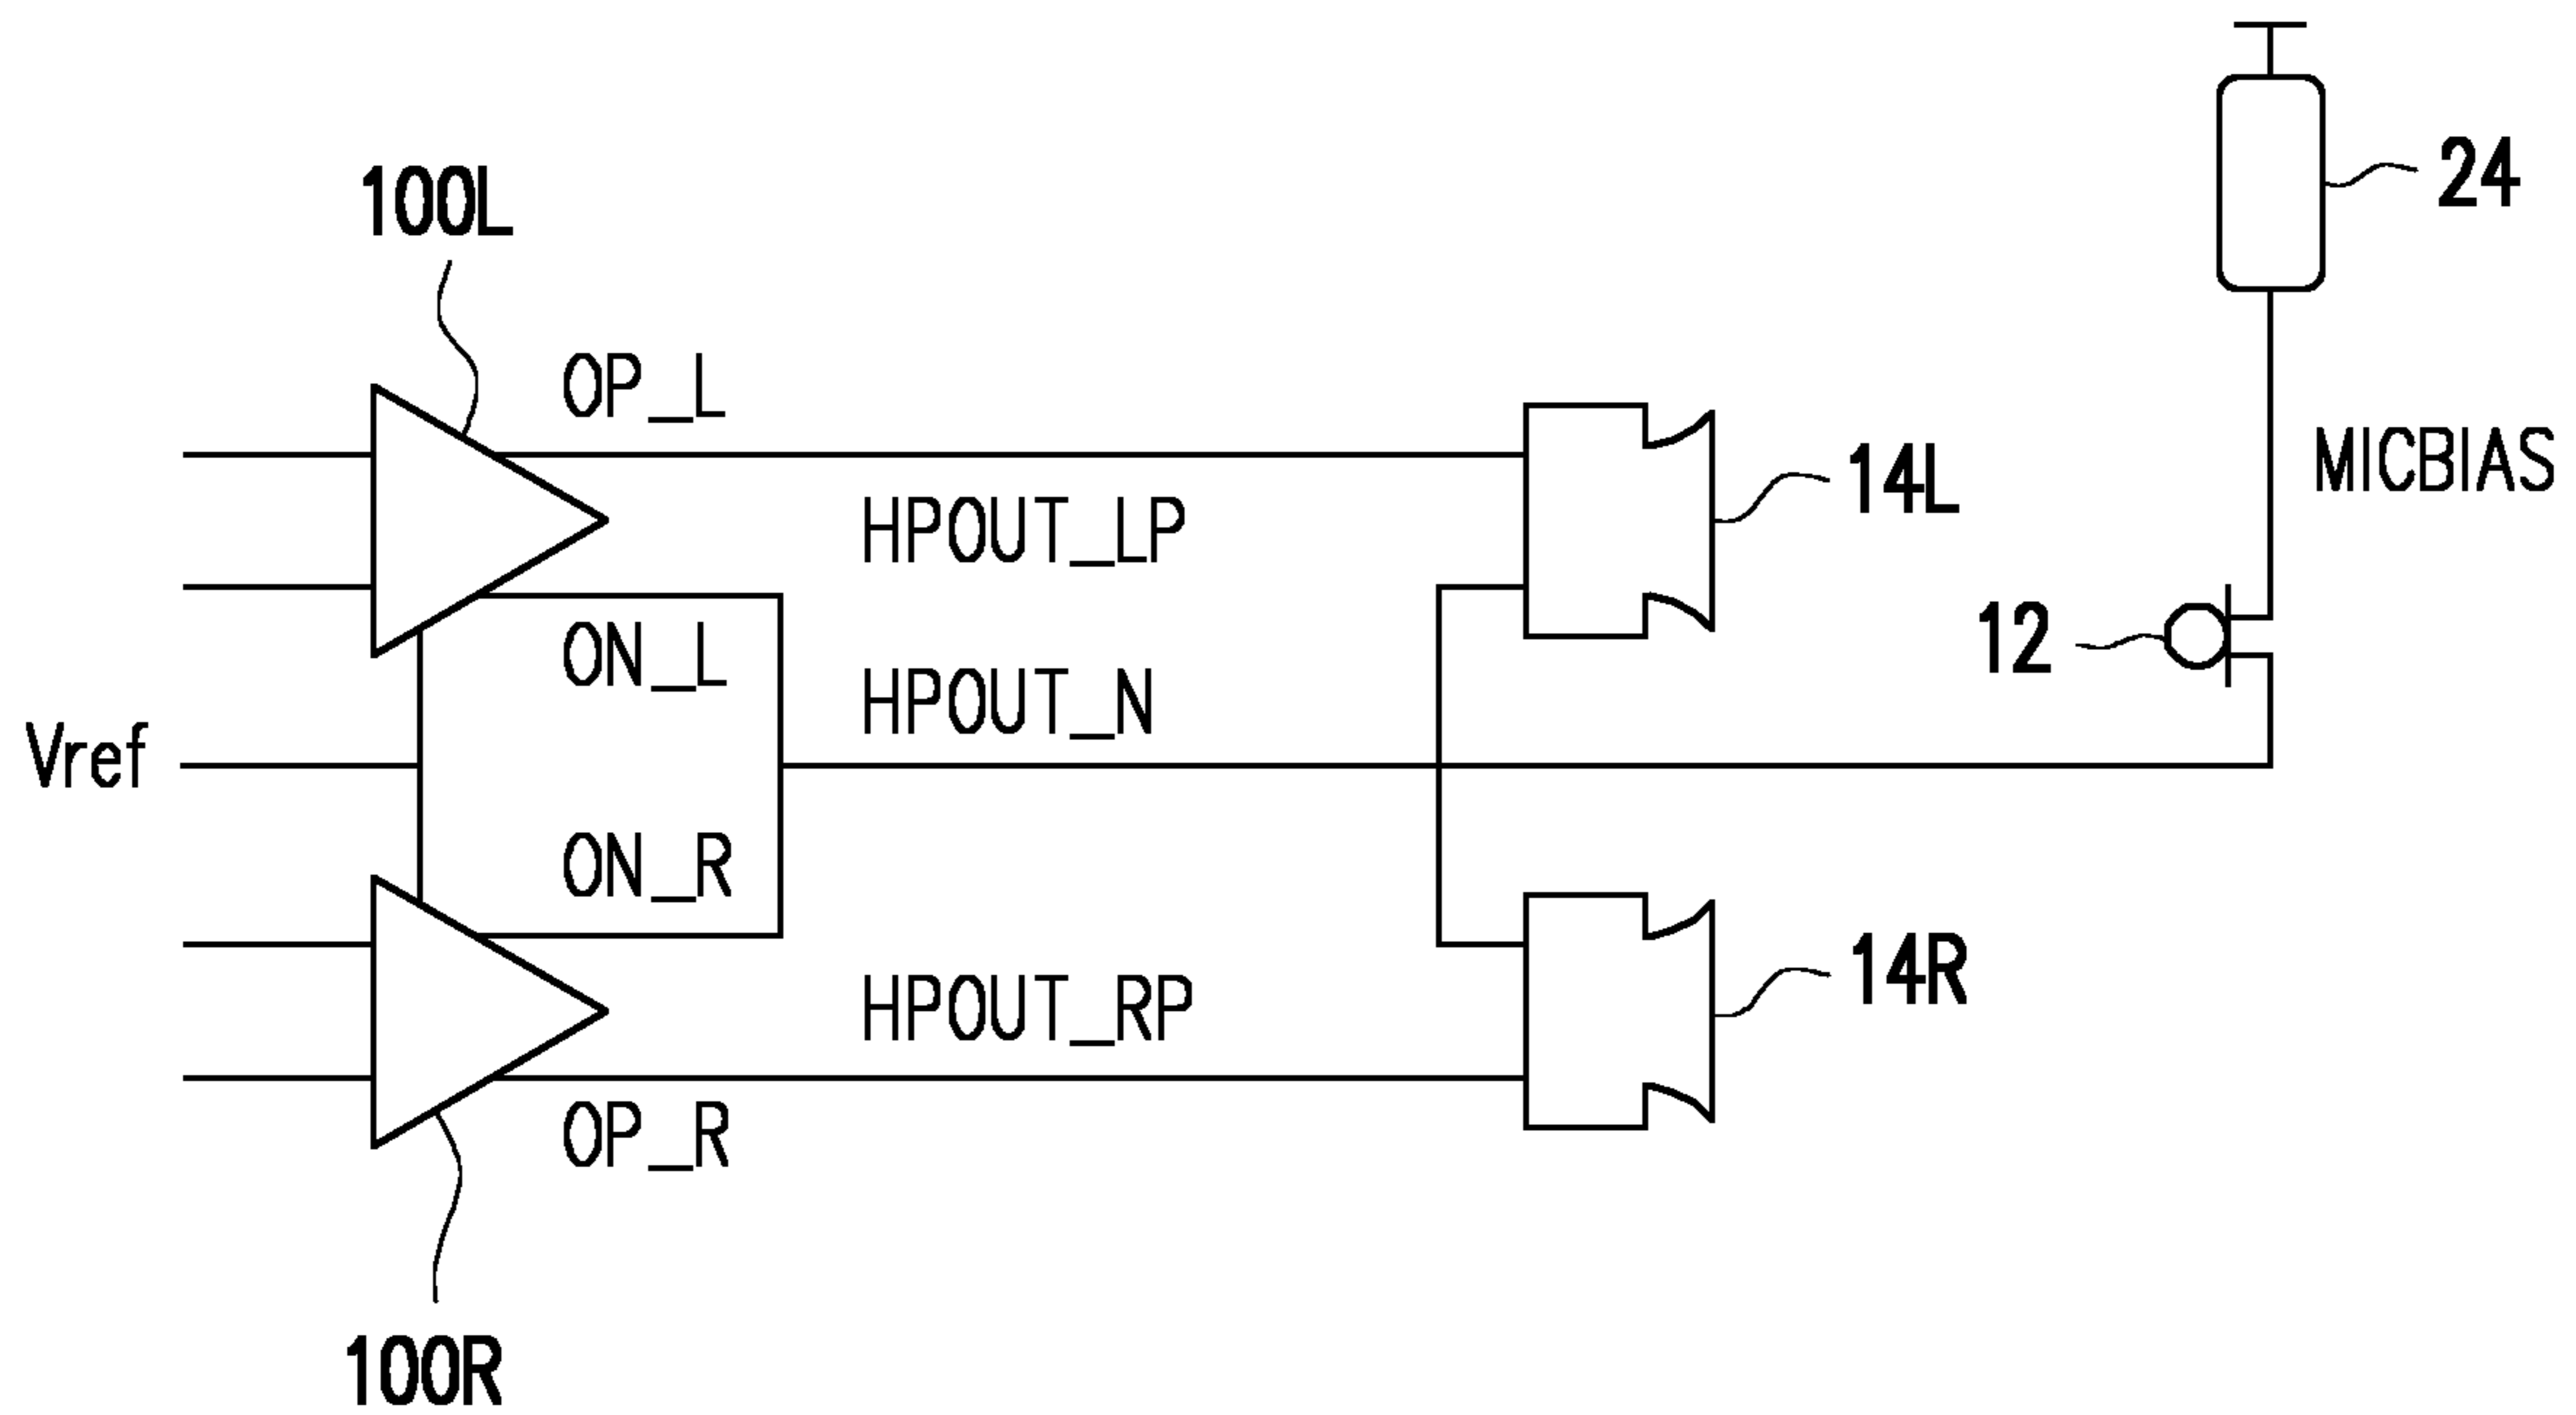 100L
24
OP_L
MICBIAS
14L
HPOUT_LP
12
ON_L
HPOUT_N
Vref
ON_R
14R
HPOUT_RP
OP_R
100R